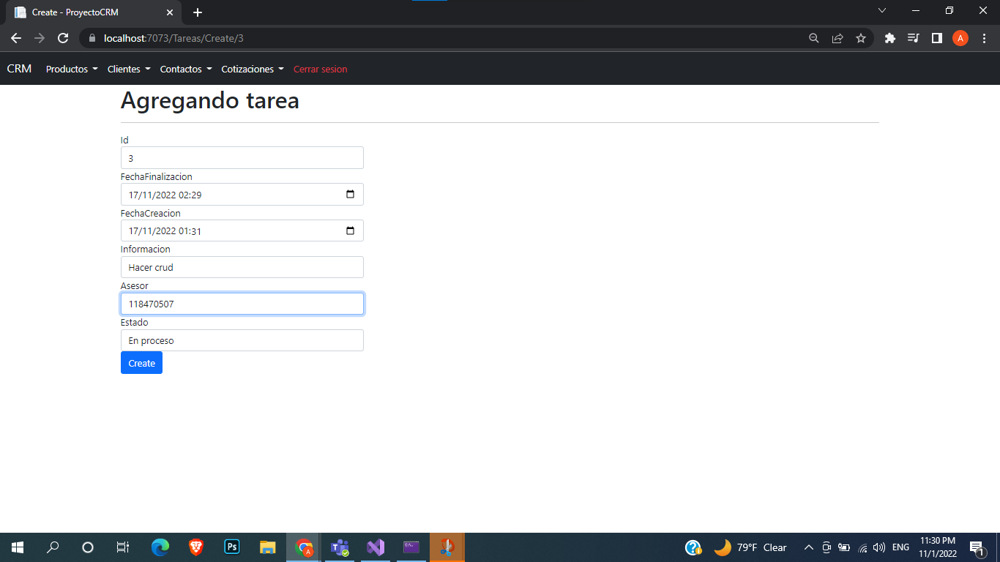 Create - ProyectoCRM
localhost:7073/Tareas/Create/3
A
CRM
Productos
Clientes
Contactos
Cotizaciones
Cerrar sesion
Agregando tarea
Id
3
FechaFinalizacion
17/11/2022 02:29
FechaCreacion
17/11/2022 01:31
Informacion
Hacer crud
Asesor
118470507
Estado
En proceso
Create
Ps
A
79°F Clear
ENG
11:30 PM
11/1/2022
1